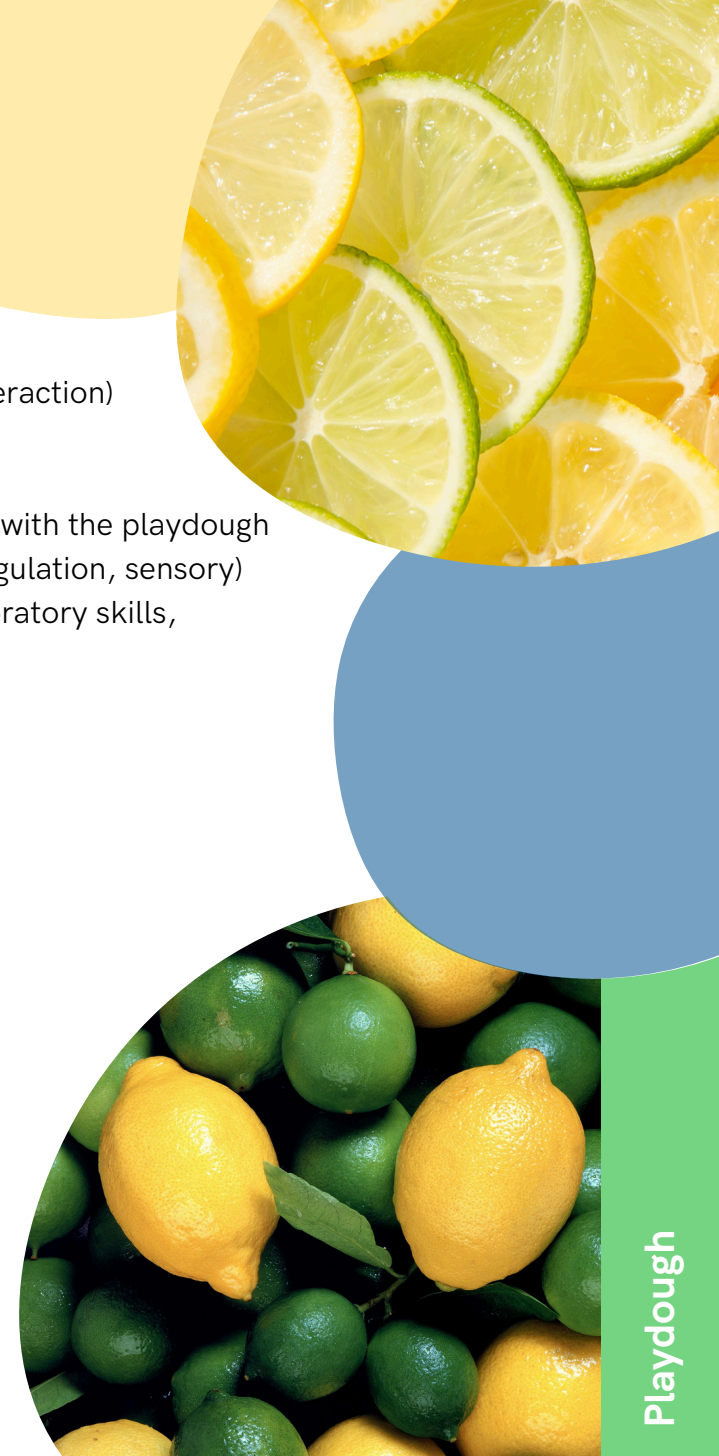 eraction)
with the playdough
gulation, sensory)
ratory skills,
Playdough